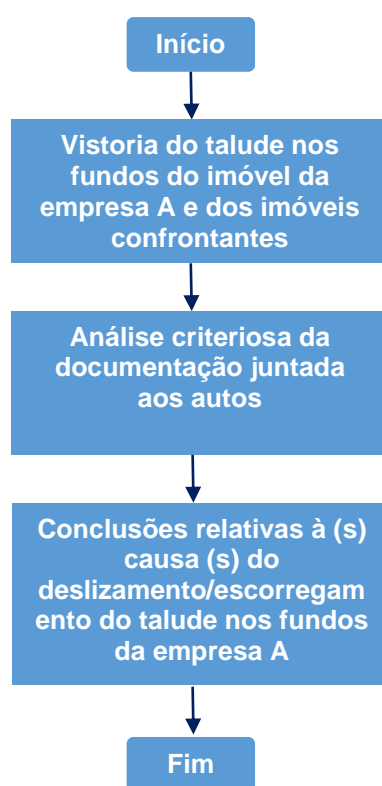 Início
Vistoria do talude nos
fundos do imóvel da
empresa A e dos imóveis
confrontantes
Análise criteriosa da
documentação juntada
aos autos
Conclusões relativas à (s)
causa (s) do
deslizamento/escorregam
ento do talude nos fundos
da empresa A
Fim